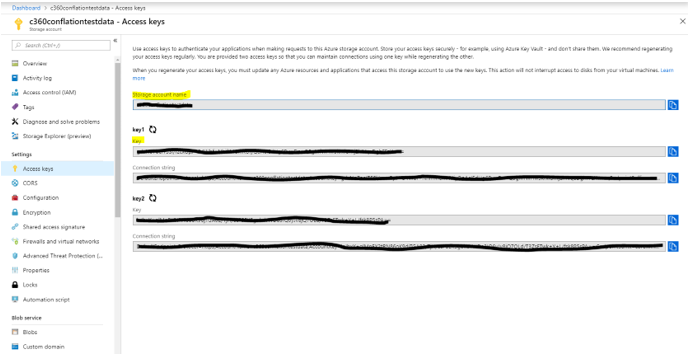 Dashboard > c360conflationtestdata - Access keys
c360conflationtestdata - Access keys
Storage account
Search (Ctrl+/)
Overview
Activity log
Access control (IAM)
Tags
Diagnose and solve problems
Storage Explorer (preview)
Settings
Access keys
CORS
Configuration
Encryption
Shared access signature
Firewalls and virtual networks
Advanced Threat Protection (...
Properties
Locks
Automation script
Blob service
Blobs
Custom domain
Use access keys to authenticate your applications when making requests to this Azure storage account. Store your access keys securely - for example, using Azure Key Vault - and don't share them. We recommend regenerating
your access keys regularly. You are provided two access keys so that you can maintain connections using one key while regenerating the other.
When you regenerate your access keys, you must update any Azure resources and applications that access this storage account to use the new keys. This action will not interrupt access to disks from your virtual machines. Learn
more
Storage account name
key1
Key
Connection string
key2
Key
Connection string